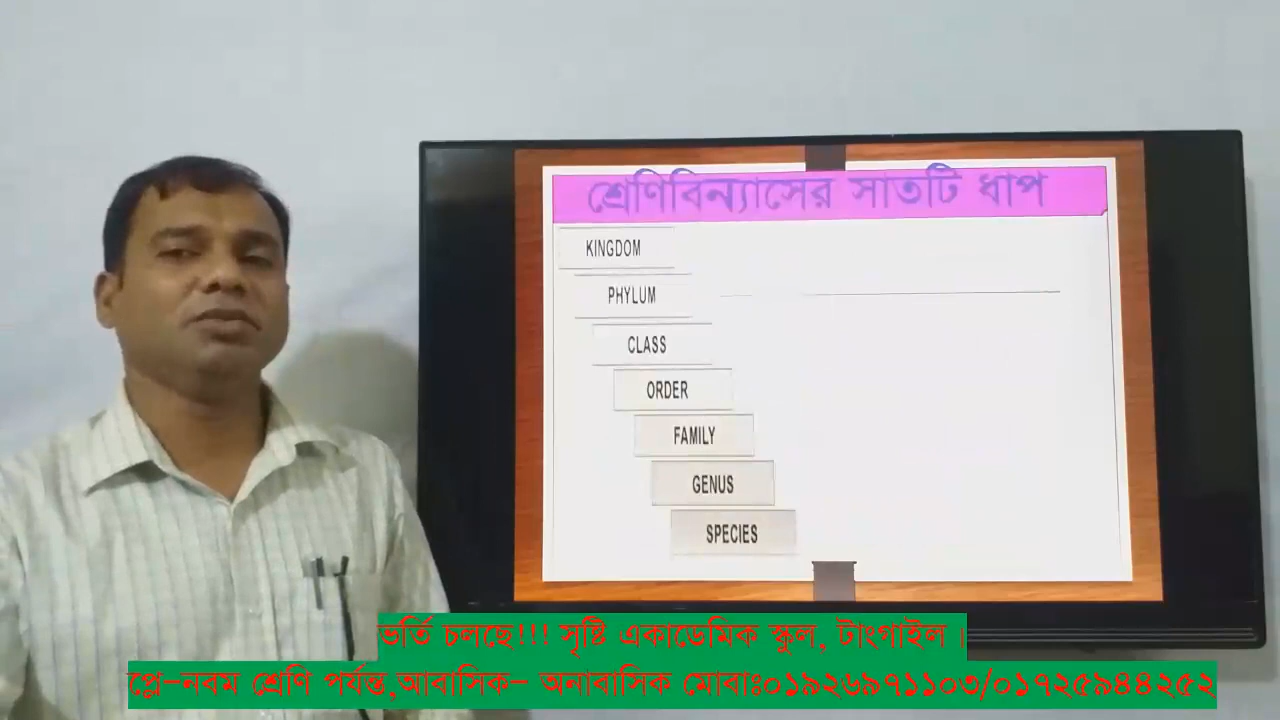 শ্রেণিবিন্যাসের সাতটি ধাপ
KINGDOM
PHYLUM
CLASS
ORDER
FAMILY
GENUS
SPECIES
ভর্তি চলছে!!! সৃষ্টি একাডেমিক স্কুল, টাংগাইল।
প্লে-নবম শ্রেণি পর্যন্ত,আবাসিক- অনাবাসিক মোবাঃ০১৯২৬৯৭১১০৩/০১৭২৫৯৪৪২৫২